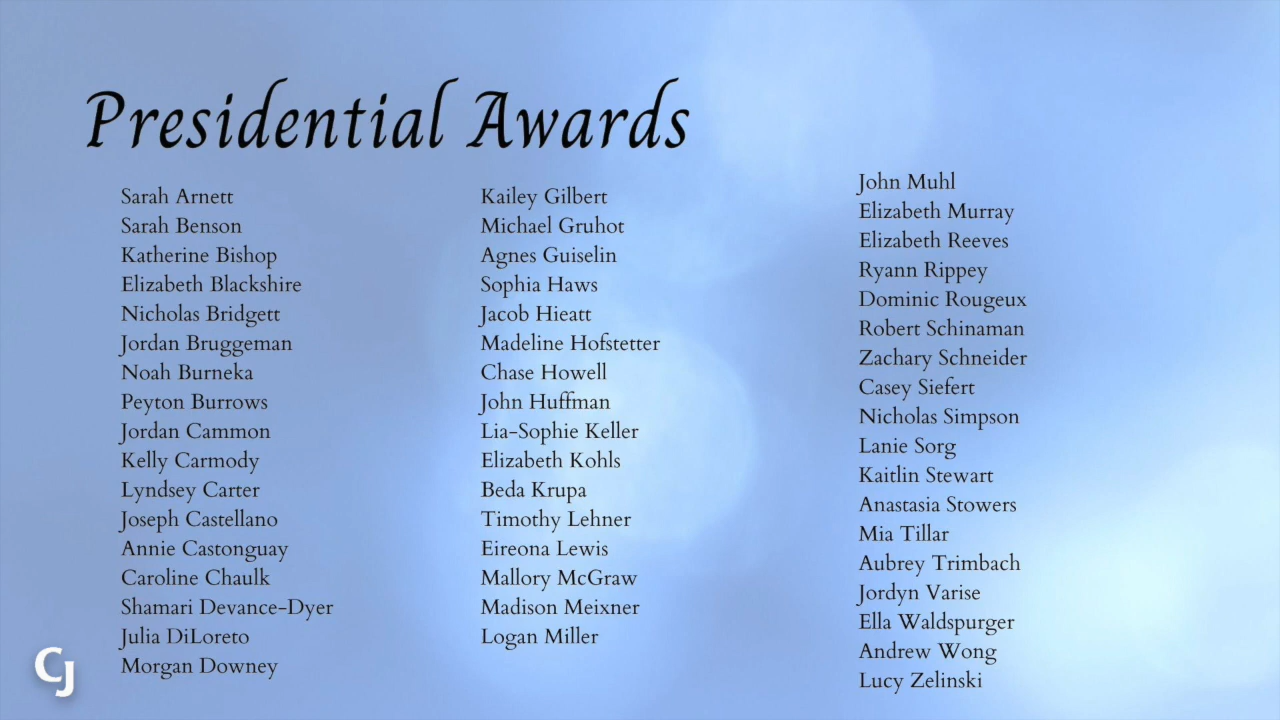 Presidential Awards
Sarah Arnett
Sarah Benson
Katherine Bishop
Elizabeth Blackshire
Nicholas Bridgett
Jordan Bruggeman
Noah Burneka
Peyton Burrows
Jordan Cammon
Kelly Carmody
Lyndsey Carter
Joseph Castellano
Annie Castonguay
Caroline Chaulk
Shamari Devance-Dyer
Julia DiLoreto
Morgan Downey
Kailey Gilbert
Michael Gruhot
Agnes Guiselin
Sophia Haws
Jacob Hieatt
Madeline Hofstetter
Chase Howell
John Huffman
Lia-Sophie Keller
Elizabeth Kohls
Beda Krupa
Timothy Lehner
Eireona Lewis
Mallory McGraw
Madison Meixner
Logan Miller
John Muhl
Elizabeth Murray
Elizabeth Reeves
Ryann Rippey
Dominic Rougeux
Robert Schinaman
Zachary Schneider
Casey Siefert
Nicholas Simpson
Lanie Sorg
Kaitlin Stewart
Anastasia Stowers
Mia Tillar
Aubrey Trimbach
Jordyn Varise
Ella Waldspurger
Andrew Wong
Lucy Zelinski
CJ